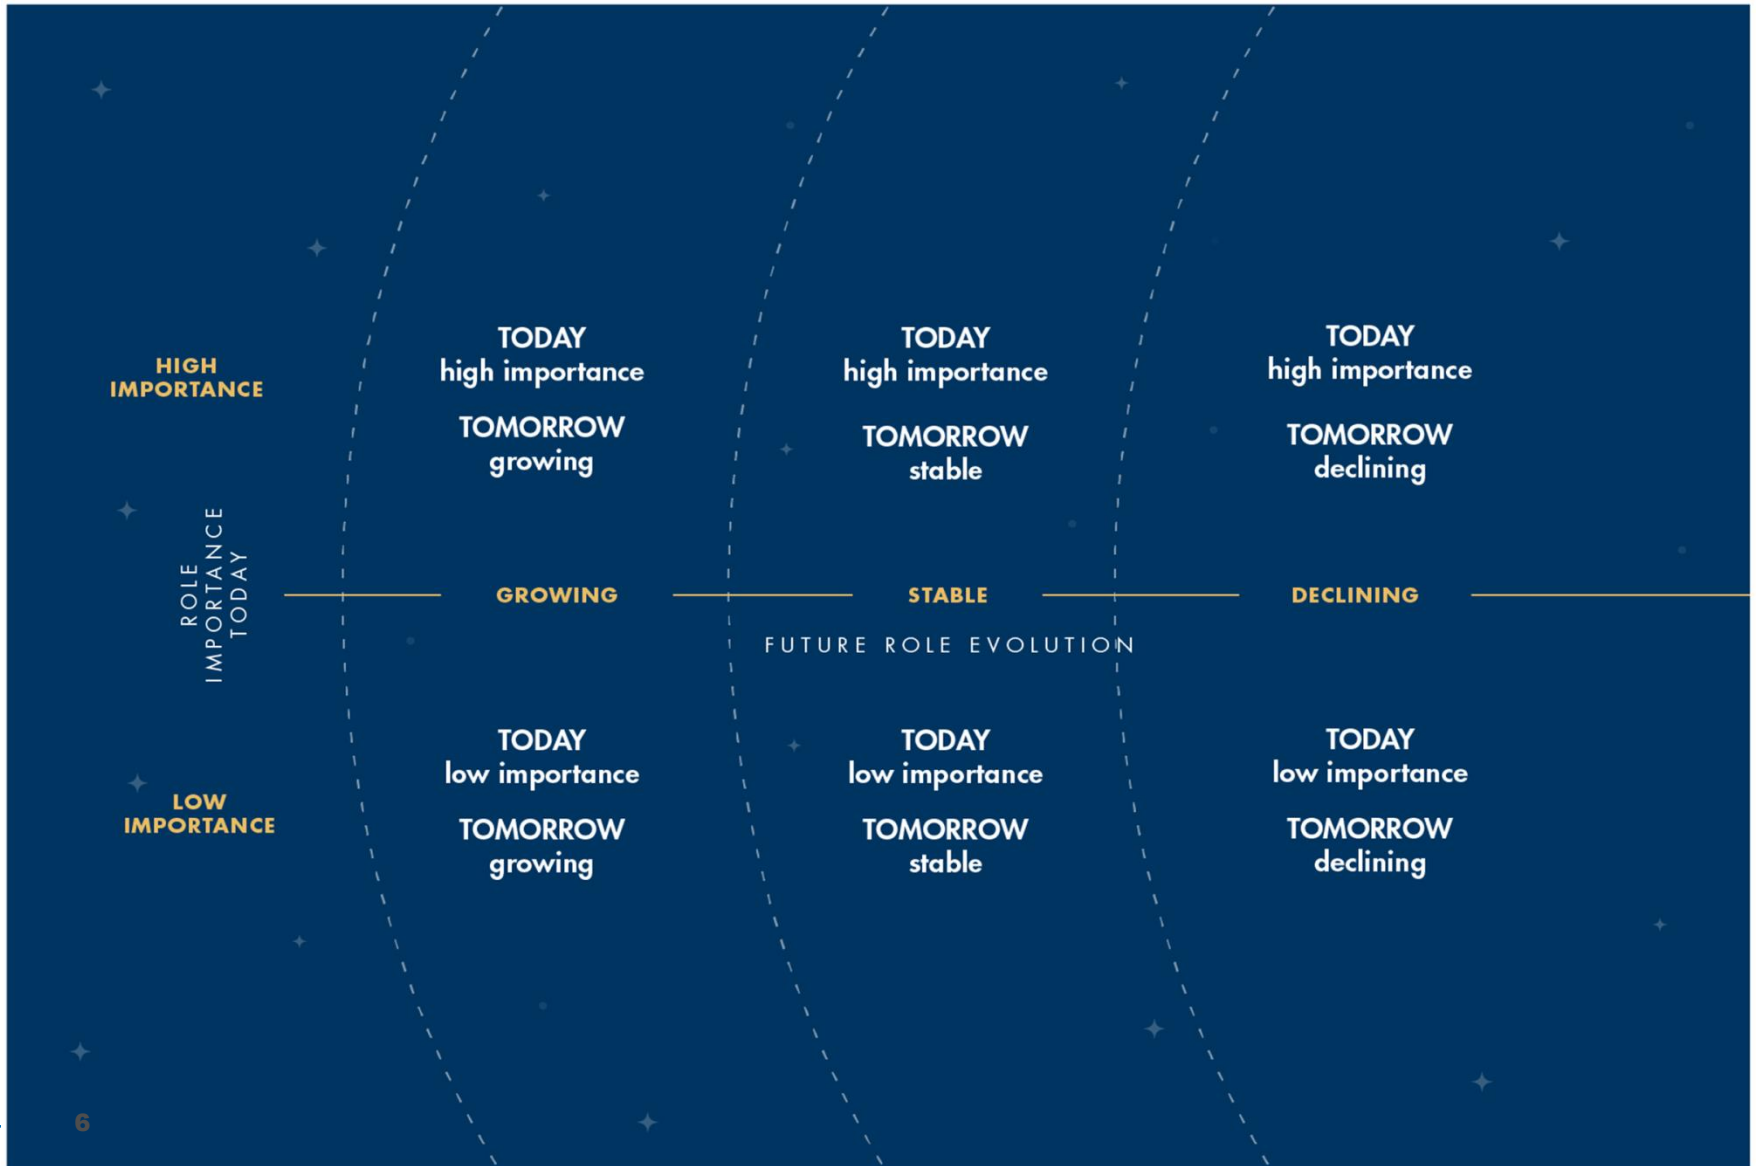 HIGH
IMPORTANCE
TODAY
high importance
TOMORROW
growing
TODAY
high importance
TOMORROW
stable
TODAY
high importance
TOMORROW
declining
ROLE
IMPORTANCE
TODAY
GROWING
STABLE
DECLINING
FUTURE ROLE EVOLUTION
LOW
IMPORTANCE
TODAY
low importance
TOMORROW
growing
TODAY
low importance
TOMORROW
stable
TODAY
low importance
TOMORROW
declining
6